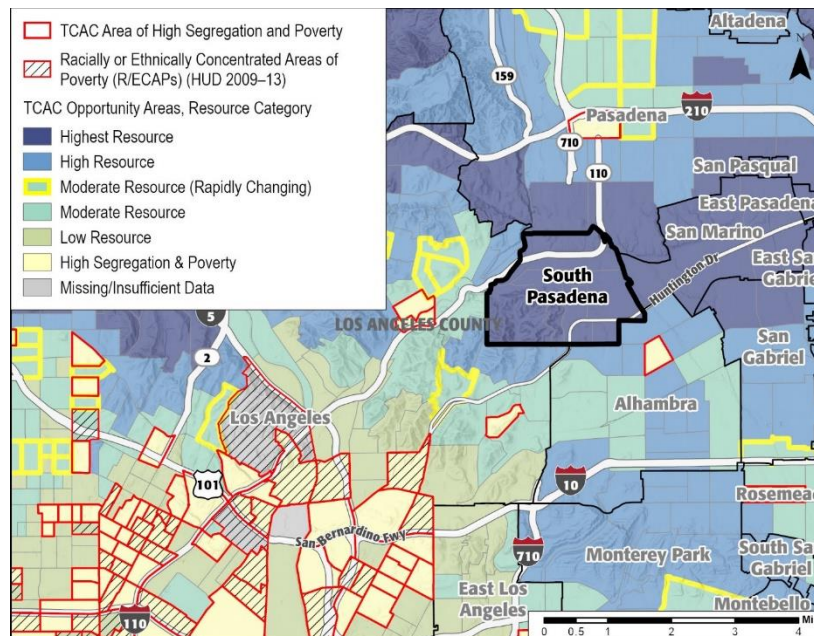 TCAC Area of High Segregation and Poverty
Racially or Ethnically Concentrated Areas of
Poverty (R/ECAPs) (HUD 2009–13)
TCAC Opportunity Areas, Resource Category
Highest Resource
High Resource
Moderate Resource (Rapidly Changing)
Moderate Resource
Low Resource
High Segregation & Poverty
Missing/Insufficient Data
Altadena
N
159
Pasadena
210
710
110
San Pasqual
East Pasadena
San Marino
East San
Gabriel
South
Pasadena
Huntington Dr
5
LOS ANGELES COUNTY
2
San
Gabriel
Los Angeles
Alhambra
101
10
Rosemead
San Bernardino Fwy
710
Monterey Park
South San
Gabriel
East Los
Angeles
Montebello
110
Mi
0 0.5 1 2 3 4